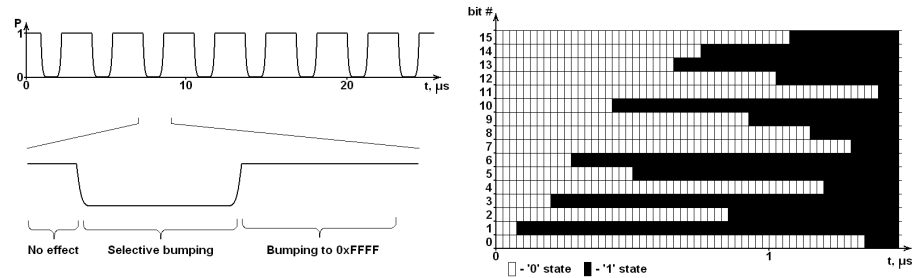 P
1
0
0
10
20
t, µs
No effect
Selective bumping
Bumping to 0xFFFF
bit #
15
14
13
12
11
10
9
8
7
6
5
4
3
2
1
0
0
1
t, µs
- '0' state
- '1' state